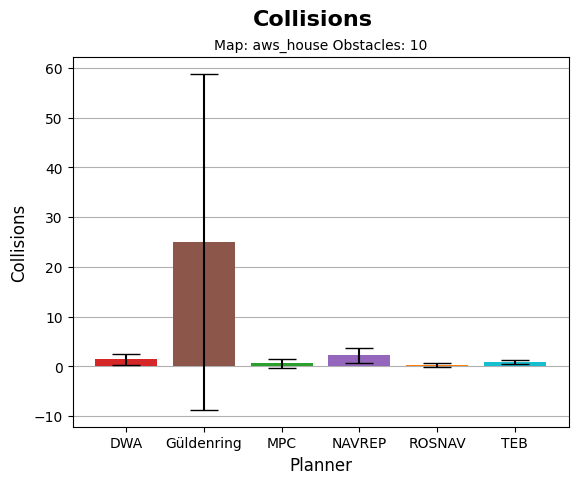 Collisions
Map: aws_house Obstacles: 10
60
50
40
30
20
10
0
−10
Collisions
DWA Güldenring MPC NAVREP ROSNAV TEB
Planner